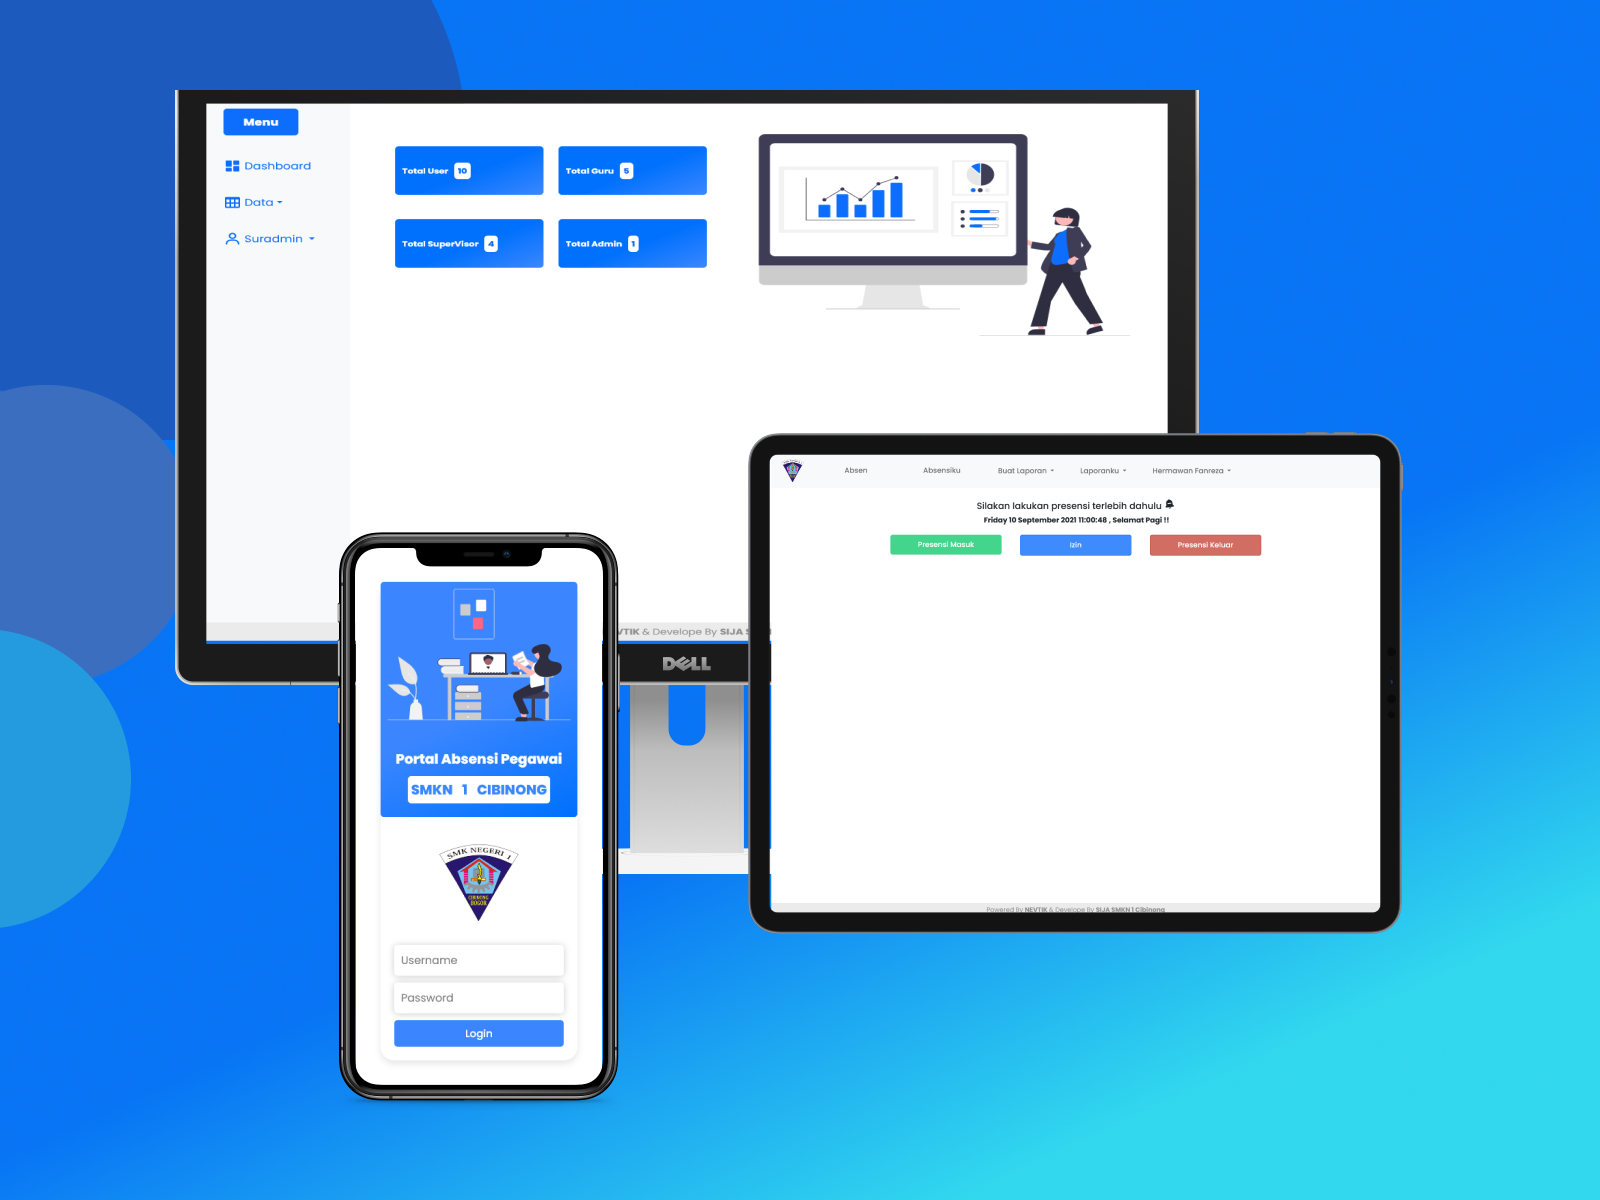 Menu
Dashboard
Data
Suradmin
Total User 10
Total Guru 5
Total SuperVisor 4
Total Admin 1
VTIK & Develope By SIJA S
DELL
Absen
Absensiku
Buat Laporan
Laporanku
Hermawan Fanreza
Silakan lakukan presensi terlebih dahulu
Friday 10 September 2021 11:00:48 , Selamat Pagi !!
Presensi Masuk
Izin
Presensi Keluar
Powered By NEVTIK & Develope By SIJA SMKN 1 Cibinong
Portal Absensi Pegawai
SMKN 1 CIBINONG
SMK NEGERI 1
CIBINONG
BOGOR
Username
Password
Login